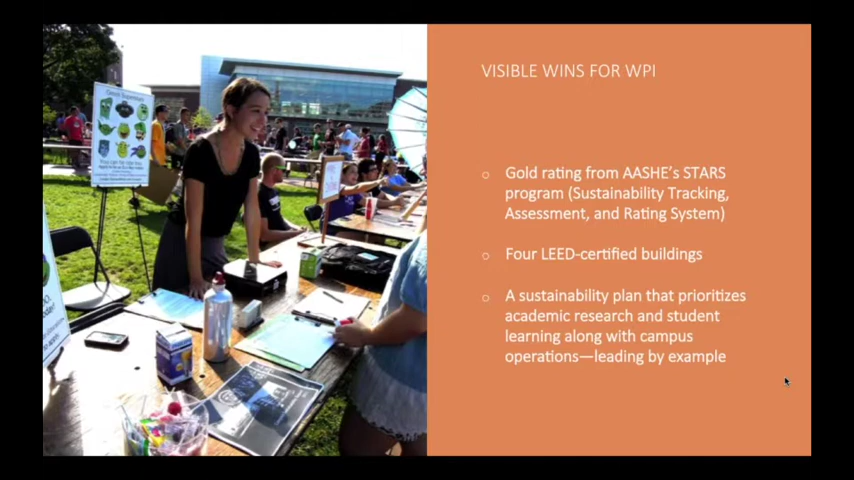 VISIBLE WINS FOR WPI
o Gold rating from AASHE's STARS
program (Sustainability Tracking,
Assessment, and Rating System)
o Four LEED-certified buildings
o A sustainability plan that prioritizes
academic research and student
learning along with campus
operations—leading by example